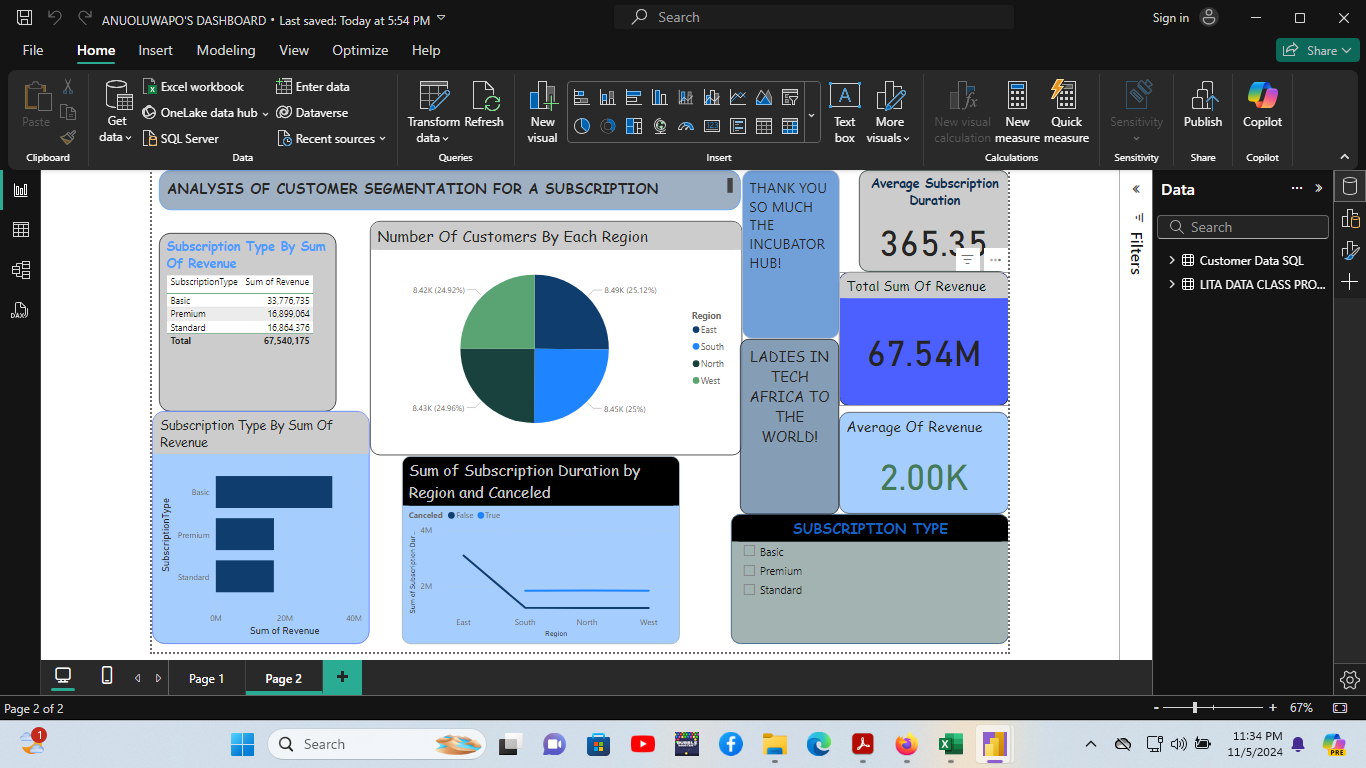 ANUOLUWAPO'S DASHBOARD • Last saved: Today at 5:54 PM
Search
Sign in
File Home Insert Modeling View Optimize Help
Share
Paste
Get data
Excel workbook
OneLake data hub
SQL Server
Enter data
Dataverse
Recent sources
Transform data
Refresh
New visual
Text box
More visuals
New visual calculation
New measure
Quick measure
Sensitivity
Publish
Copilot
Clipboard
Data
Queries
Insert
Calculations
Sensitivity
Share
Copilot
ANALYSIS OF CUSTOMER SEGMENTATION FOR A SUBSCRIPTION
THANK YOU
SO MUCH
THE
INCUBATOR
HUB!
Average Subscription
Duration
365.35
Subscription Type By Sum
Of Revenue
SubscriptionType Sum of Revenue
Basic 33,776,735
Premium 16,899,064
Standard 16,864,376
Total 67,540,175
Number Of Customers By Each Region
8.42K (24.92%)
8.49K (25.12%)
8.43K (24.96%)
8.45K (25%)
Region
East
South
North
West
Total Sum Of Revenue
67.54M
LADIES IN
TECH
AFRICA TO
THE
WORLD!
Average Of Revenue
2.00K
Subscription Type By Sum Of
Revenue
SubscriptionType
Basic
Premium
Standard
0M 20M 40M
Sum of Revenue
Sum of Subscription Duration by
Region and Canceled
Canceled False True
Sum of Subscription Dur...
4M
2M
East South North West
Region
SUBSCRIPTION TYPE
Basic
Premium
Standard
Filters
Data
Search
Customer Data SQL
LITA DATA CLASS PRO...
DAX
Page 1
Page 2
Page 2 of 2
- + 67%
1
Search
11:34 PM
11/5/2024
PRE